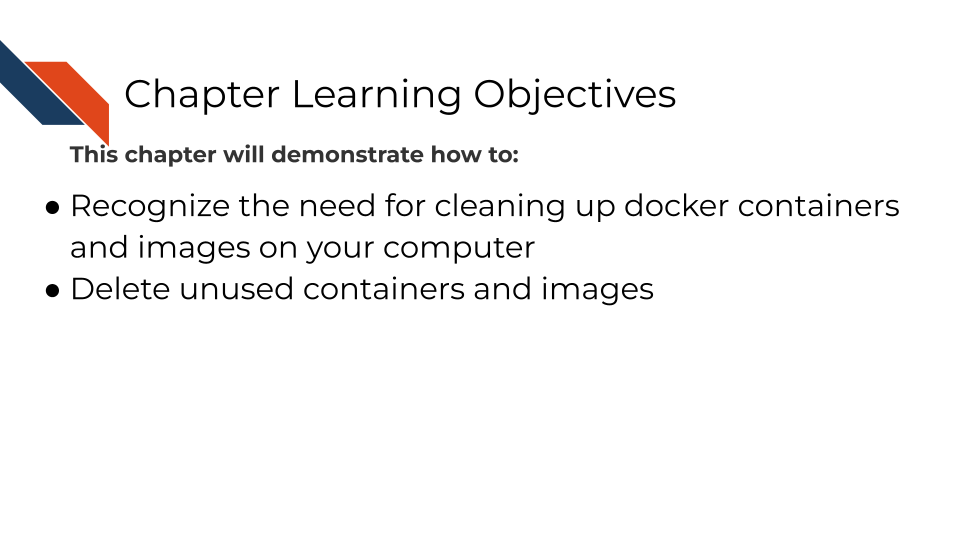 Chapter Learning Objectives
This chapter will demonstrate how to:
● Recognize the need for cleaning up docker containers
and images on your computer
● Delete unused containers and images